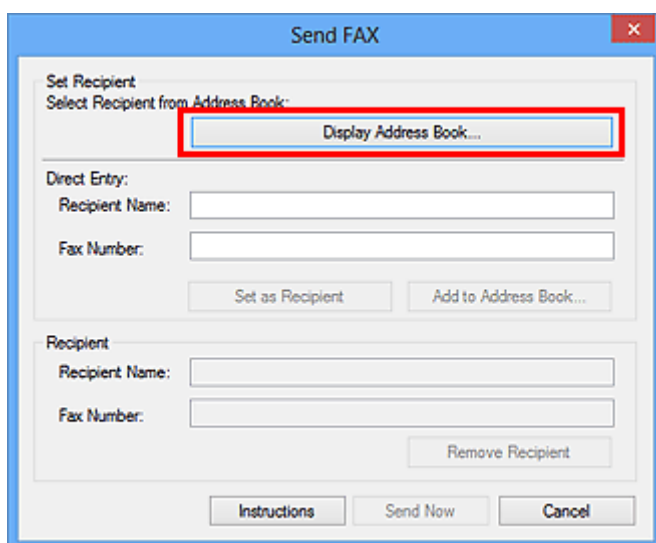 Send FAX
Set Recipient
Select Recipient from Address Book:
Display Address Book...
Direct Entry:
Recipient Name:
Fax Number:
Set as Recipient Add to Address Book...
Recipient
Recipient Name:
Fax Number:
Remove Recipient
Instructions Send Now Cancel